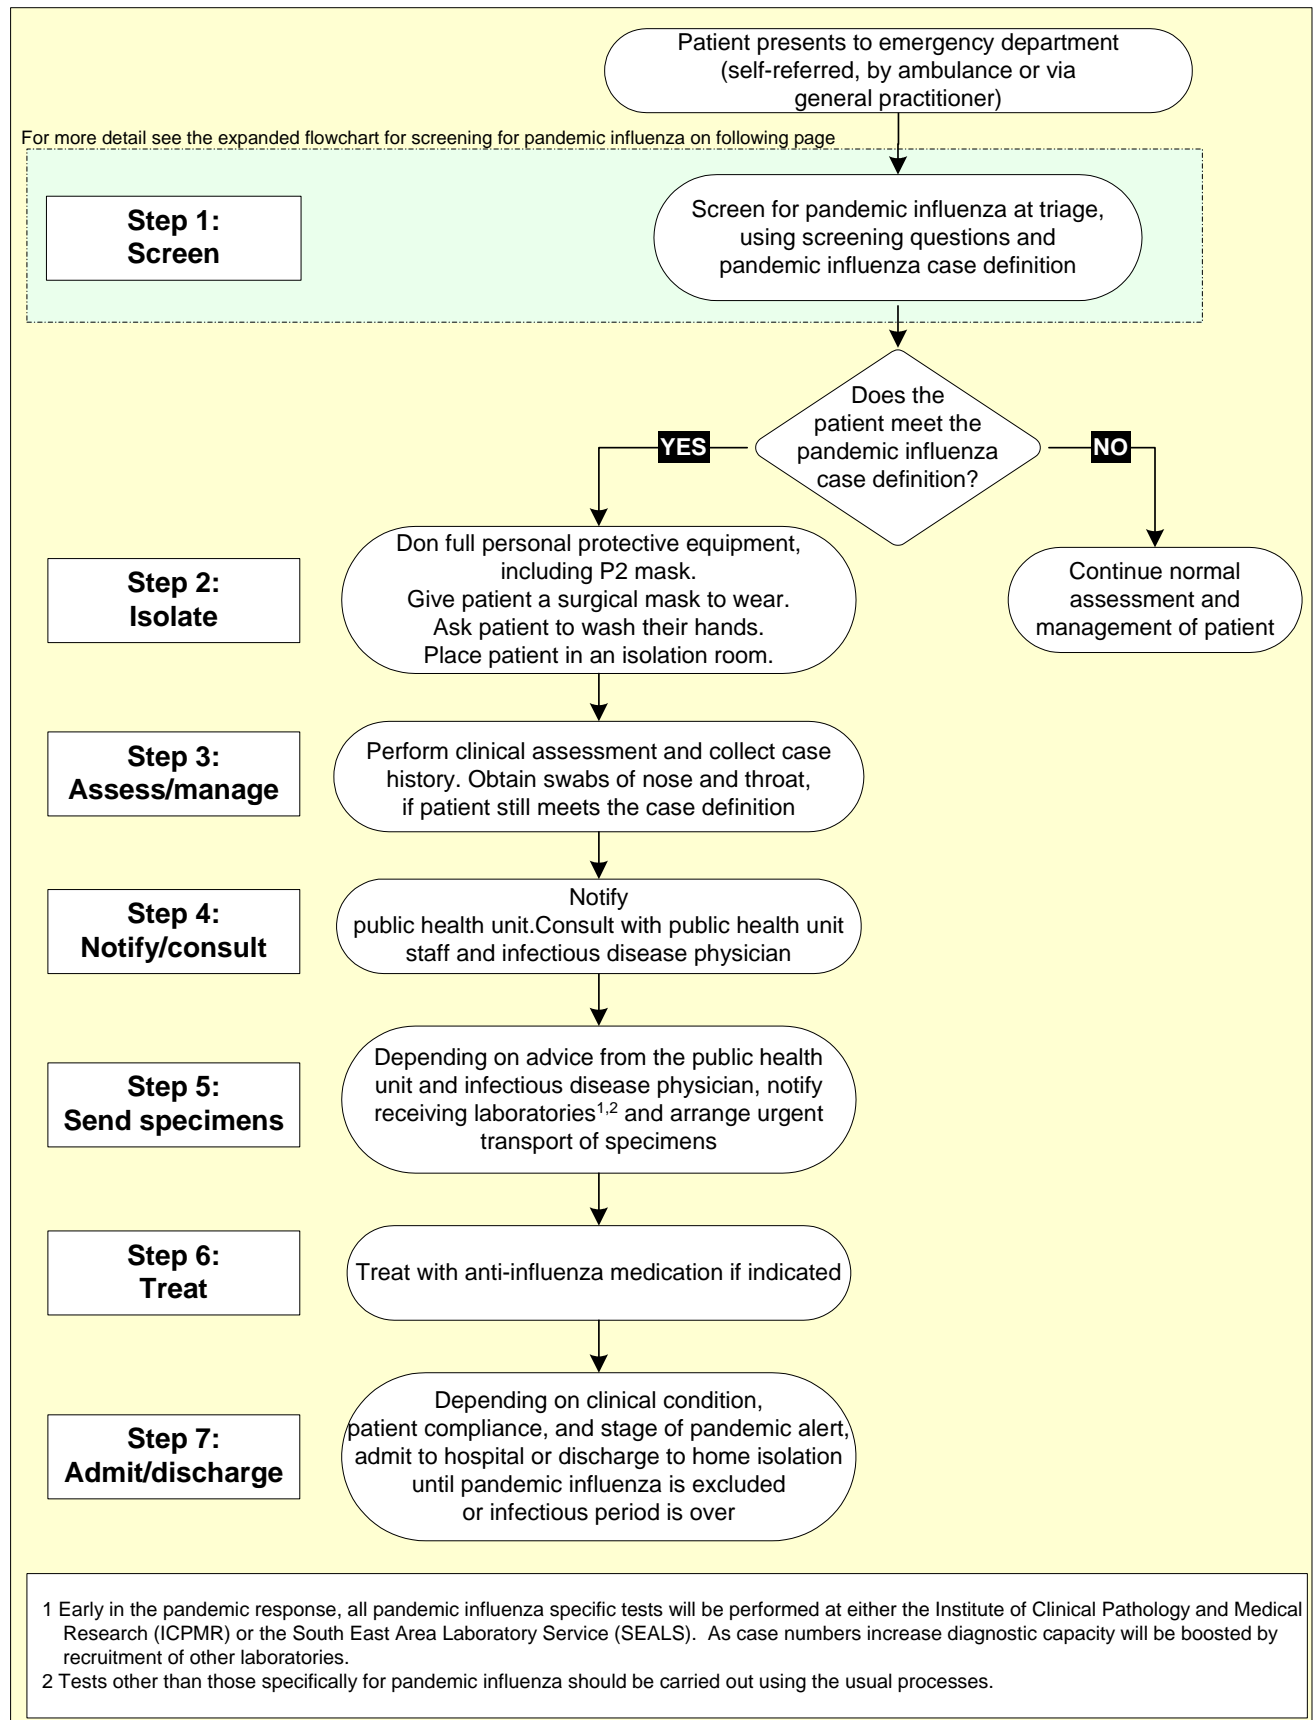 Patient presents to emergency department
(self-referred, by ambulance or via
general practitioner)
For more detail see the expanded flowchart for screening for pandemic influenza on following page
Step 1:
Screen
Screen for pandemic influenza at triage,
using screening questions and
pandemic influenza case definition
Does the
patient meet the
pandemic influenza
case definition?
YES
NO
Step 2:
Isolate
Don full personal protective equipment,
including P2 mask.
Give patient a surgical mask to wear.
Ask patient to wash their hands.
Place patient in an isolation room.
Continue normal
assessment and
management of patient
Step 3:
Assess/manage
Perform clinical assessment and collect case
history. Obtain swabs of nose and throat,
if patient still meets the case definition
Step 4:
Notify/consult
Notify
public health unit.Consult with public health unit
staff and infectious disease physician
Step 5:
Send specimens
Depending on advice from the public health
unit and infectious disease physician, notify
receiving laboratories1,2 and arrange urgent
transport of specimens
Step 6:
Treat
Treat with anti-influenza medication if indicated
Step 7:
Admit/discharge
Depending on clinical condition,
patient compliance, and stage of pandemic alert,
admit to hospital or discharge to home isolation
until pandemic influenza is excluded
or infectious period is over
1 Early in the pandemic response, all pandemic influenza specific tests will be performed at either the Institute of Clinical Pathology and Medical
Research (ICPMR) or the South East Area Laboratory Service (SEALS).  As case numbers increase diagnostic capacity will be boosted by
recruitment of other laboratories.
2 Tests other than those specifically for pandemic influenza should be carried out using the usual processes.